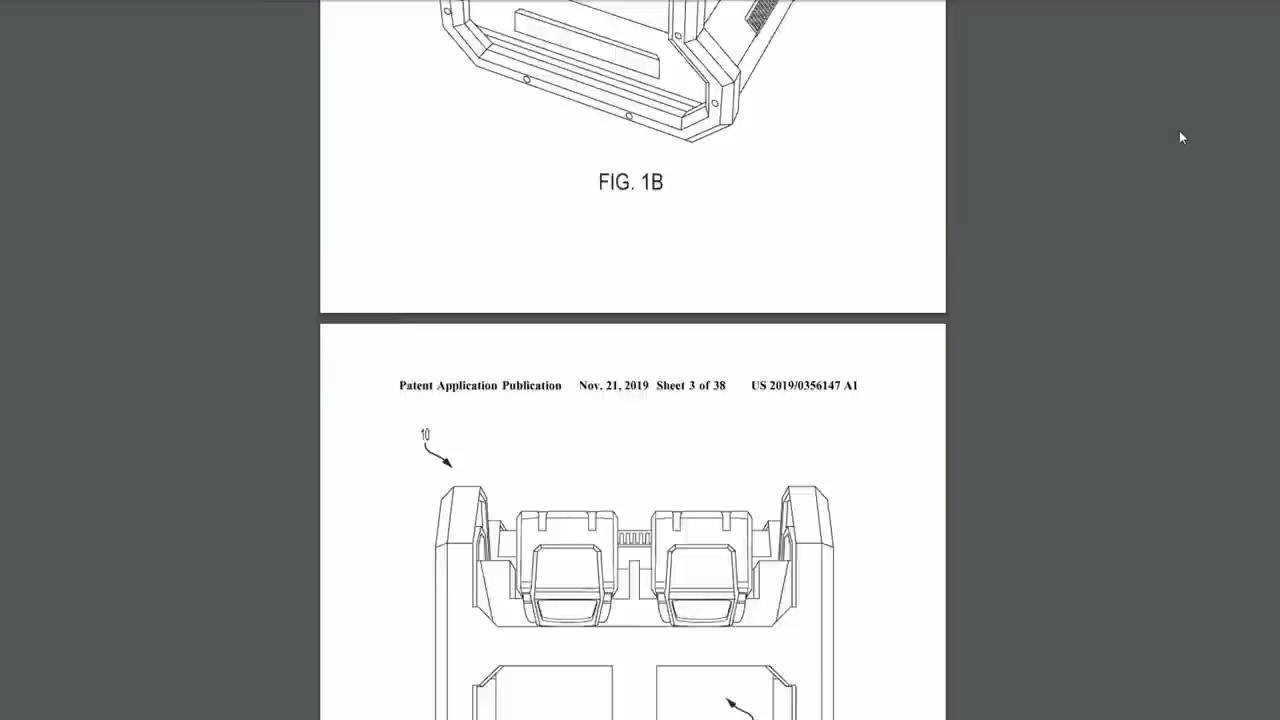 FIG. 1B
Patent Application Publication Nov. 21, 2019 Sheet 3 of 38 US 2019/0356147 A1
10